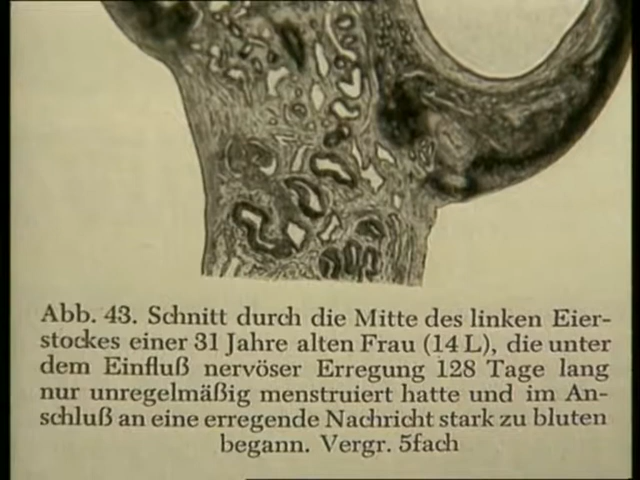 Abb. 43. Schnitt durch die Mitte des linken Eier-
stockes einer 31 Jahre alten Frau (14 L), die unter
dem Einfluß nervöser Erregung 128 Tage lang
nur unregelmäßig menstruiert hatte und im An-
schluß an eine erregende Nachricht stark zu bluten
begann. Vergr. 5fach